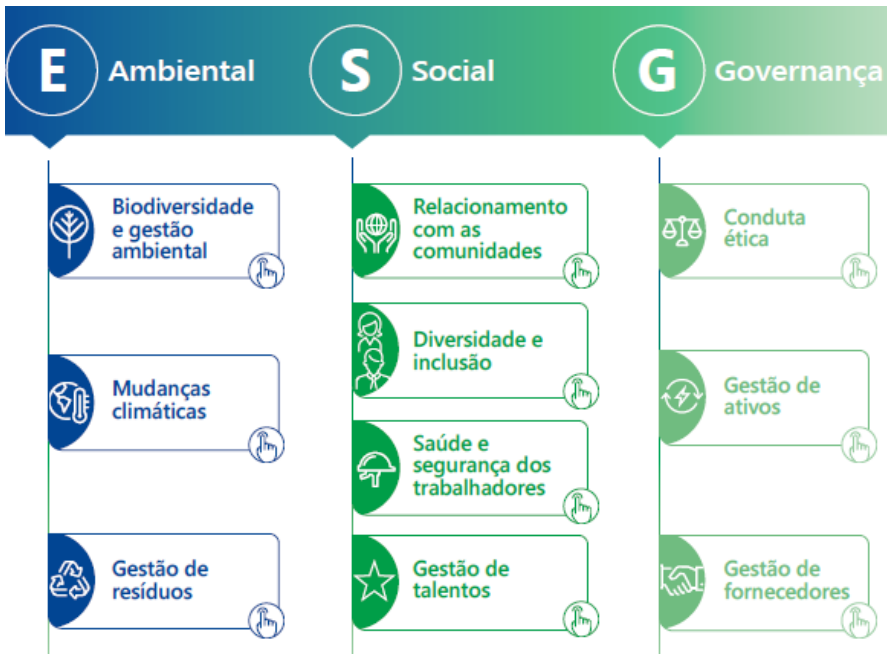 E Ambiental
S Social
G Governança
Biodiversidade
e gestão
ambiental
Mudanças
climáticas
Gestão de
resíduos
Relacionamento
com as
comunidades
Diversidade e
inclusão
Saúde e
segurança dos
trabalhadores
Gestão de
talentos
Conduta
ética
Gestão de
ativos
Gestão de
fornecedores